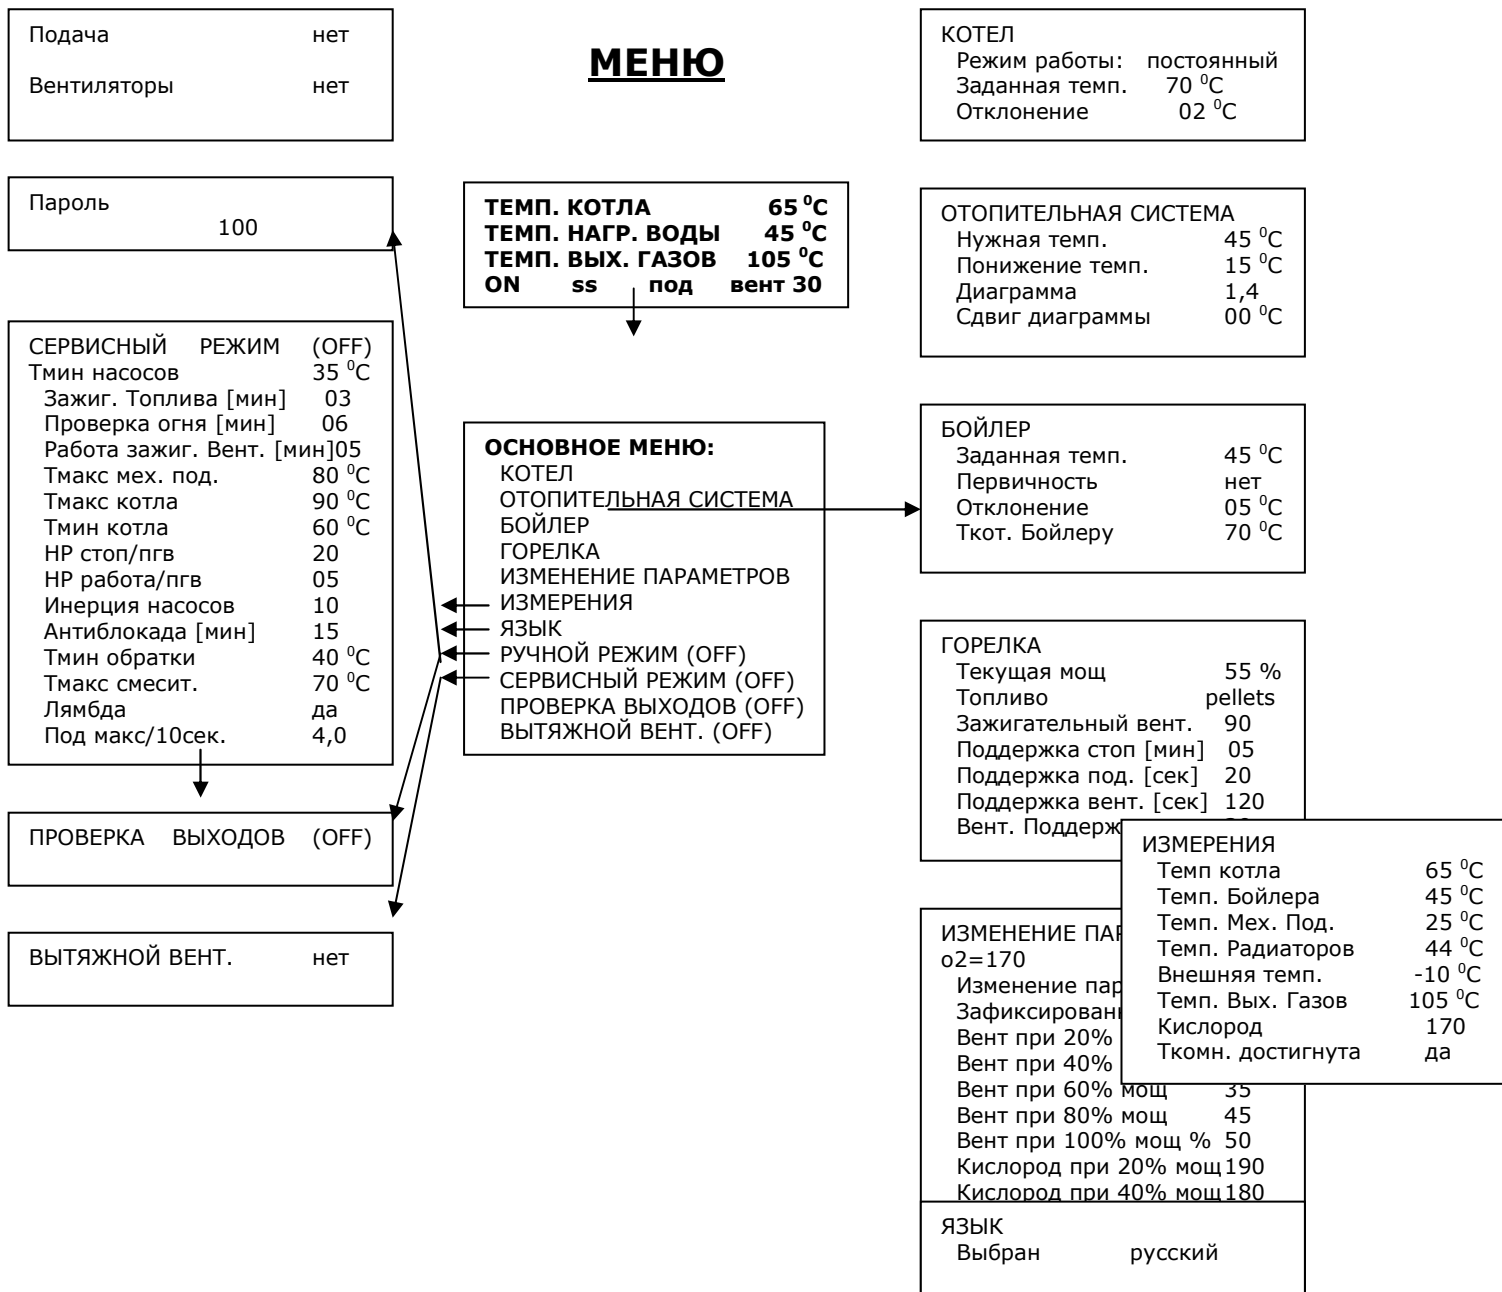 МЕНЮ
Подача нет
Вентиляторы нет
Пароль
100
СЕРВИСНЫЙ РЕЖИМ (OFF)
Тмин насосов 35 ⁰C
Зажиг. Топлива [мин] 03
Проверка огня [мин] 06
Работа зажиг. Вент. [мин]05
Тмакс мех. под. 80 ⁰C
Тмакс котла 90 ⁰C
Тмин котла 60 ⁰C
НР стоп/пгв 20
НР работа/пгв 05
Инерция насосов 10
Антиблокада [мин] 15
Тмин обратки 40 ⁰C
Тмакс смесит. 70 ⁰C
Лямбда да
Под макс/10сек. 4,0
ПРОВЕРКА ВЫХОДОВ (OFF)
ВЫТЯЖНОЙ ВЕНТ. нет
ТЕМП. КОТЛА 65 ⁰C
ТЕМП. НАГР. ВОДЫ 45 ⁰C
ТЕМП. ВЫХ. ГАЗОВ 105 ⁰C
ON ss под вент 30
ОСНОВНОЕ МЕНЮ:
КОТЕЛ
ОТОПИТЕЛЬНАЯ СИСТЕМА
БОЙЛЕР
ГОРЕЛКА
ИЗМЕНЕНИЕ ПАРАМЕТРОВ
ИЗМЕРЕНИЯ
ЯЗЫК
РУЧНОЙ РЕЖИМ (OFF)
СЕРВИСНЫЙ РЕЖИМ (OFF)
ПРОВЕРКА ВЫХОДОВ (OFF)
ВЫТЯЖНОЙ ВЕНТ. (OFF)
КОТЕЛ
Режим работы: постоянный
Заданная темп. 70 ⁰C
Отклонение 02 ⁰C
ОТОПИТЕЛЬНАЯ СИСТЕМА
Нужная темп. 45 ⁰C
Понижение темп. 15 ⁰C
Диаграмма 1,4
Сдвиг диаграммы 00 ⁰C
БОЙЛЕР
Заданная темп. 45 ⁰C
Первичность нет
Отклонение 05 ⁰C
Ткот. Бойлеру 70 ⁰C
ГОРЕЛКА
Текущая мощ 55 %
Топливо pellets
Зажигательный вент. 90
Поддержка стоп [мин] 05
Поддержка под. [сек] 20
Поддержка вент. [сек] 120
Вент. Поддерж
ИЗМЕРЕНИЯ
Темп котла 65 ⁰C
Темп. Бойлера 45 ⁰C
Темп. Мех. Под. 25 ⁰C
Темп. Радиаторов 44 ⁰C
Внешняя темп. -10 ⁰C
Темп. Вых. Газов 105 ⁰C
Кислород 170
Ткомн. достигнута да
ИЗМЕНЕНИЕ ПА
o2=170
Изменение пар
Зафиксирован
Вент при 20%
Вент при 40%
Вент при 60% мощ 35
Вент при 80% мощ 45
Вент при 100% мощ % 50
Кислород при 20% мощ190
Кислород при 40% мощ180
ЯЗЫК
Выбран русский